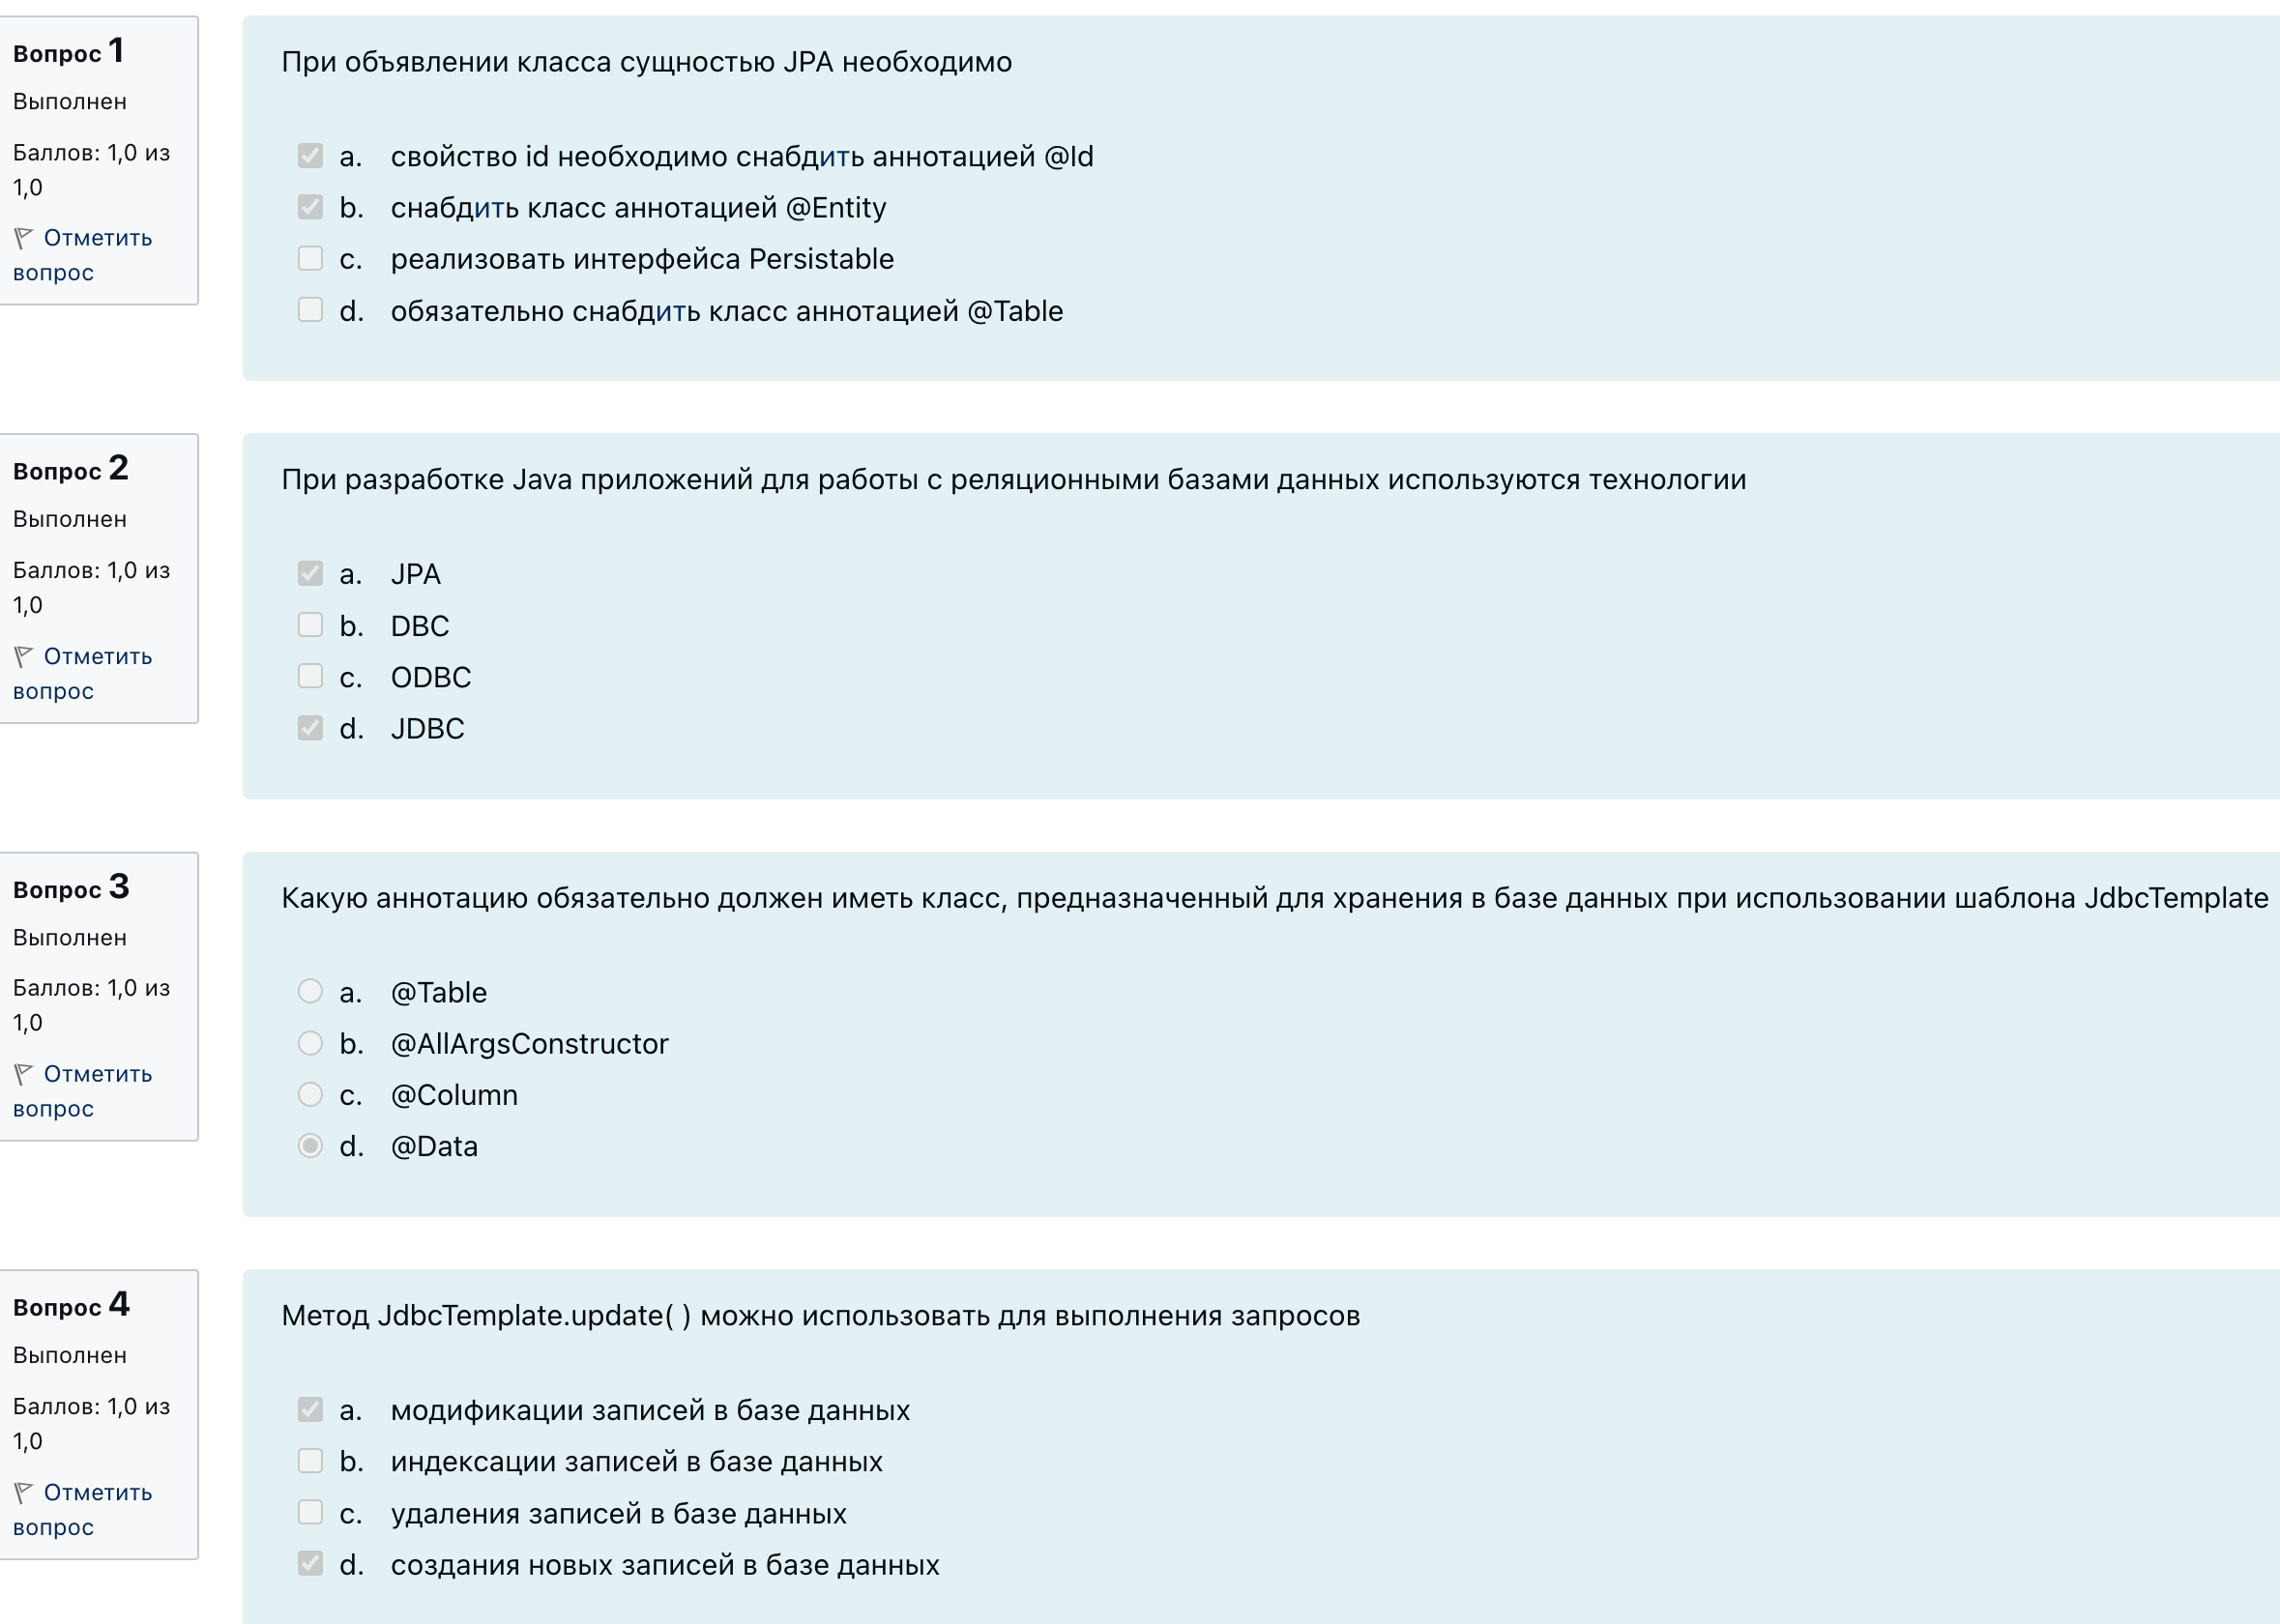 Вопрос 1
Выполнен
Баллов: 1,0 из
1,0
Отметить
вопрос
При объявлении класса сущностью JPA необходимо
a. свойство id необходимо снабдить аннотацией @Id
b. снабдить класс аннотацией @Entity
c. реализовать интерфейса Persistable
d. обязательно снабдить класс аннотацией @Table
Вопрос 2
Выполнен
Баллов: 1,0 из
1,0
Отметить
вопрос
При разработке Java приложений для работы с реляционными базами данных используются технологии
a. JPA
b. DBC
c. ODBC
d. JDBC
Вопрос 3
Выполнен
Баллов: 1,0 из
1,0
Отметить
вопрос
Какую аннотацию обязательно должен иметь класс, предназначенный для хранения в базе данных при использовании шаблона JdbcTemplate
a. @Table
b. @AllArgsConstructor
c. @Column
d. @Data
Вопрос 4
Выполнен
Баллов: 1,0 из
1,0
Отметить
вопрос
Метод JdbcTemplate.update( ) можно использовать для выполнения запросов
a. модификации записей в базе данных
b. индексации записей в базе данных
c. удаления записей в базе данных
d. создания новых записей в базе данных